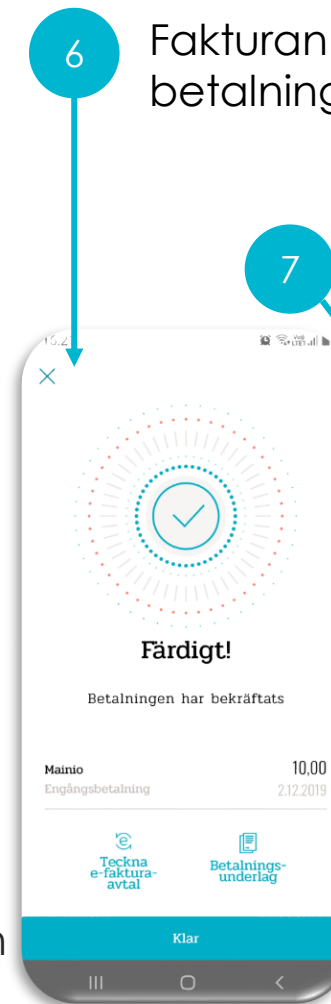 6
Fakturan
betalning
7
Färdigt!
Betalningen har bekräftats
Mainio 10,00
Engångsbetalning 2.12.2019
Teckna
e-faktura-
avtal
Betalnings-
underlag
Klar